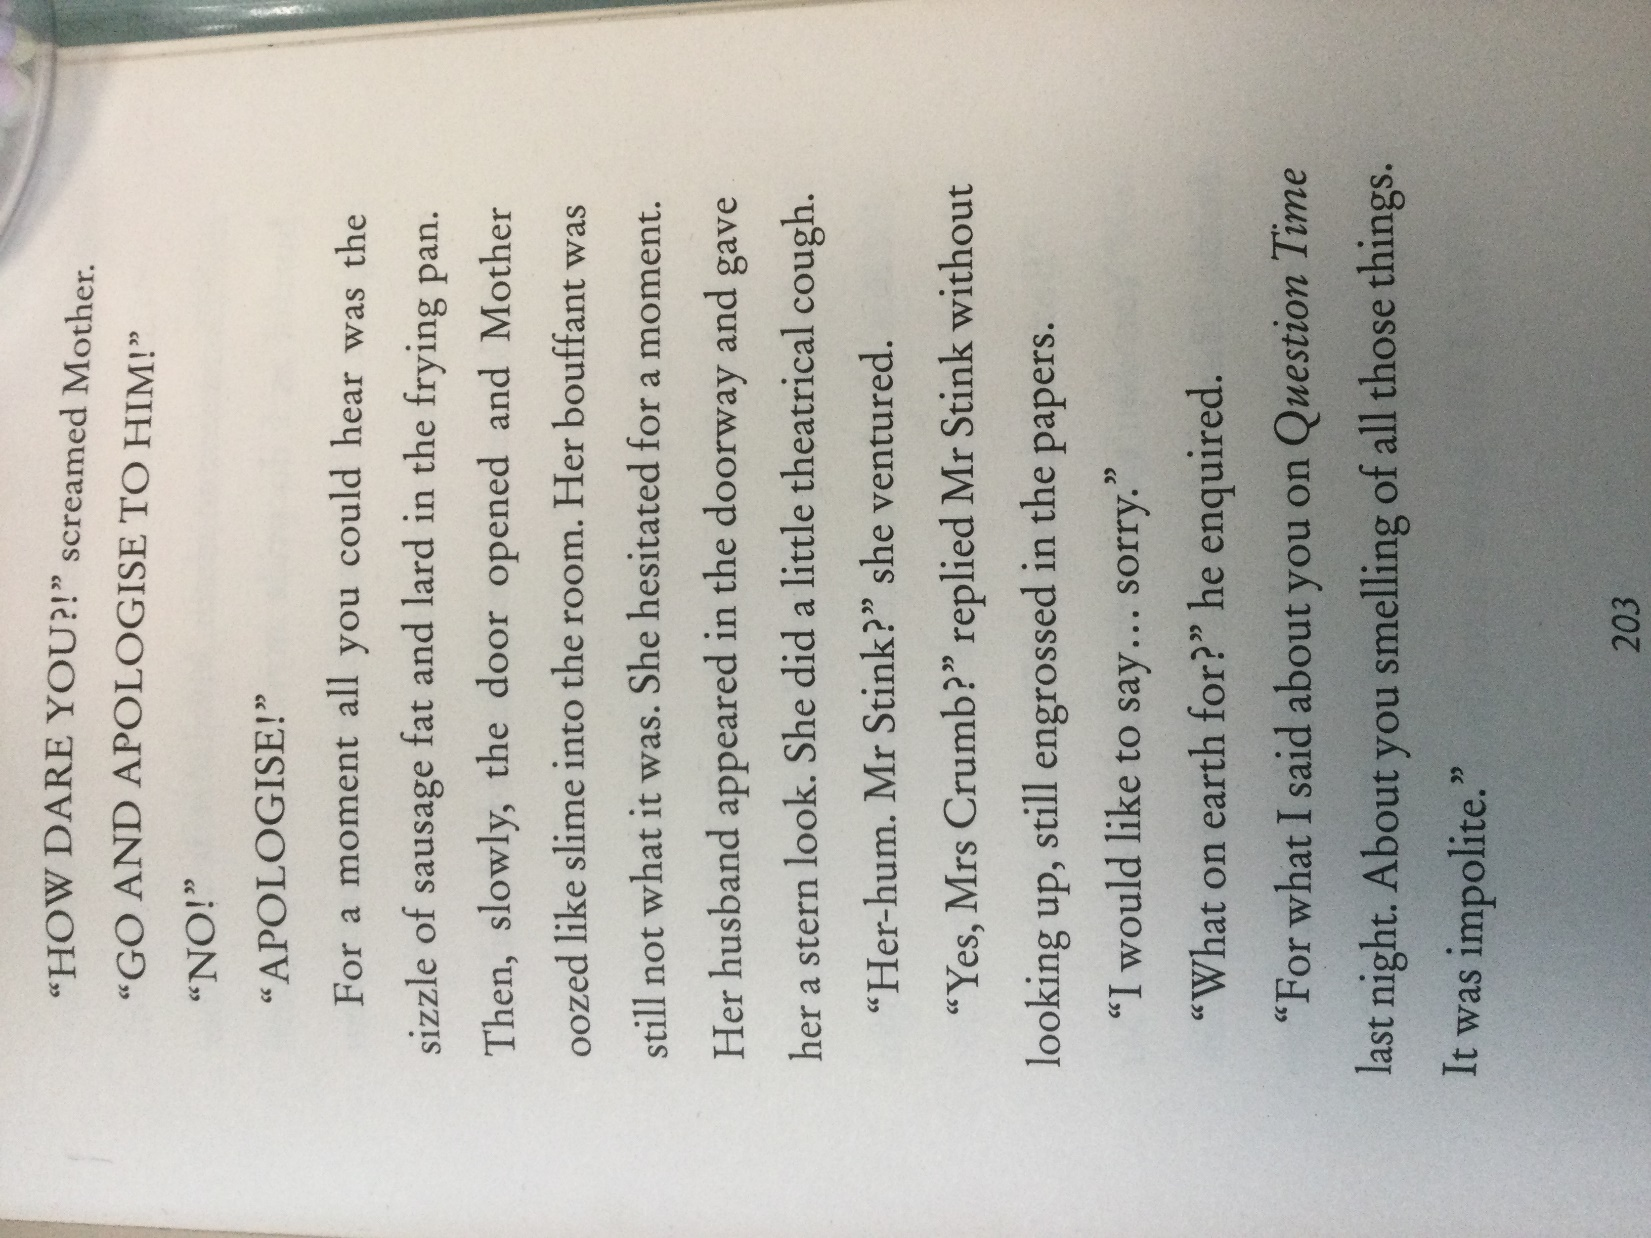 “HOW DARE YOU?!” screamed Mother.
“GO AND APOLOGISE TO HIM!”
“NO!”
“APOLOGISE!”
For a moment all you could hear was the
sizzle of sausage fat and lard in the frying pan.
Then, slowly, the door opened and Mother
oozed like slime into the room. Her bouffant was
still not what it was. She hesitated for a moment.
Her husband appeared in the doorway and gave
her a stern look. She did a little theatrical cough.
“Her-hum. Mr Stink?” she ventured.
“Yes, Mrs Crumb?” replied Mr Stink without
looking up, still engrossed in the papers.
“I would like to say… sorry.”
“What on earth for?” he enquired.
“For what I said about you on Question Time
last night. About you smelling of all those things.
It was impolite.”
203